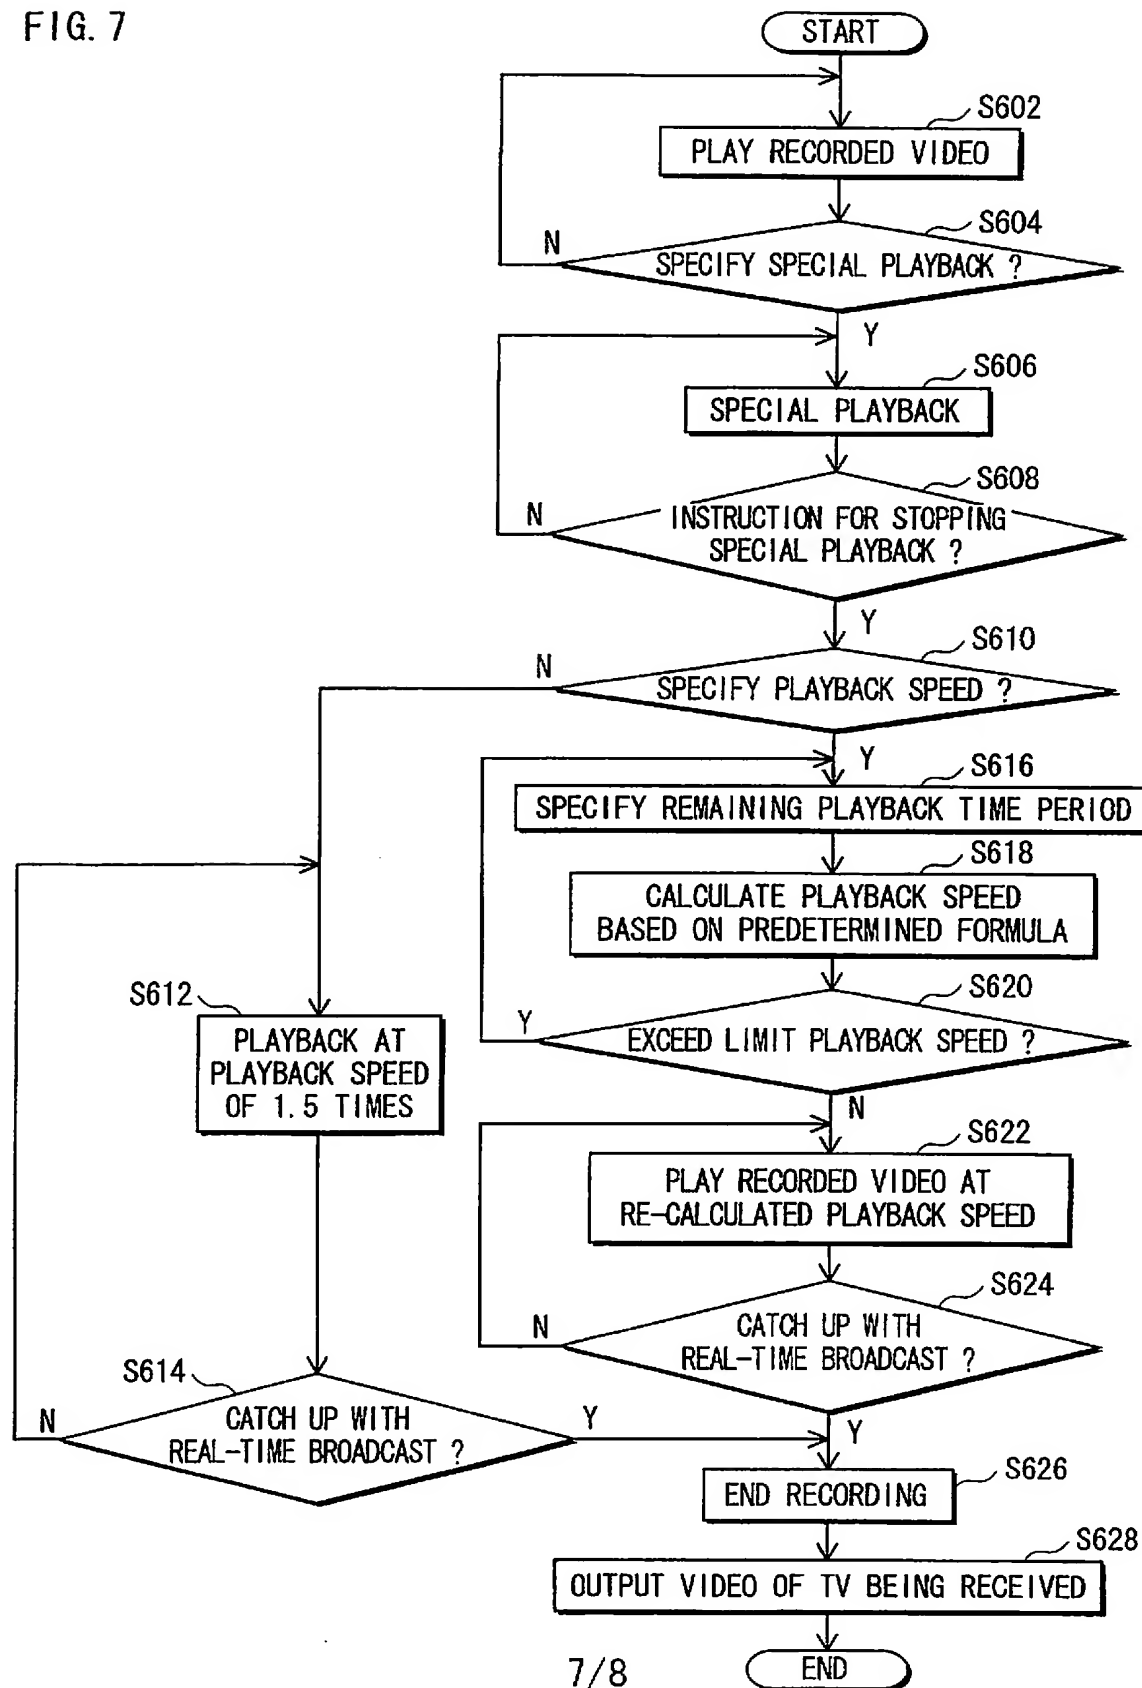 FIG. 7
START
S602
PLAY RECORDED VIDEO
S604
N
SPECIFY SPECIAL PLAYBACK ?
Y
S606
SPECIAL PLAYBACK
S608
N
INSTRUCTION FOR STOPPING
SPECIAL PLAYBACK ?
Y
S610
N
SPECIFY PLAYBACK SPEED ?
Y
S616
SPECIFY REMAINING PLAYBACK TIME PERIOD
S618
CALCULATE PLAYBACK SPEED
BASED ON PREDETERMINED FORMULA
S620
Y
EXCEED LIMIT PLAYBACK SPEED ?
N
S612
PLAYBACK AT
PLAYBACK SPEED
OF 1.5 TIMES
S622
PLAY RECORDED VIDEO AT
RE-CALCULATED PLAYBACK SPEED
S624
N
CATCH UP WITH
REAL-TIME BROADCAST ?
Y
S614
N
CATCH UP WITH
REAL-TIME BROADCAST ?
Y
S626
END RECORDING
S628
OUTPUT VIDEO OF TV BEING RECEIVED
END
7/8